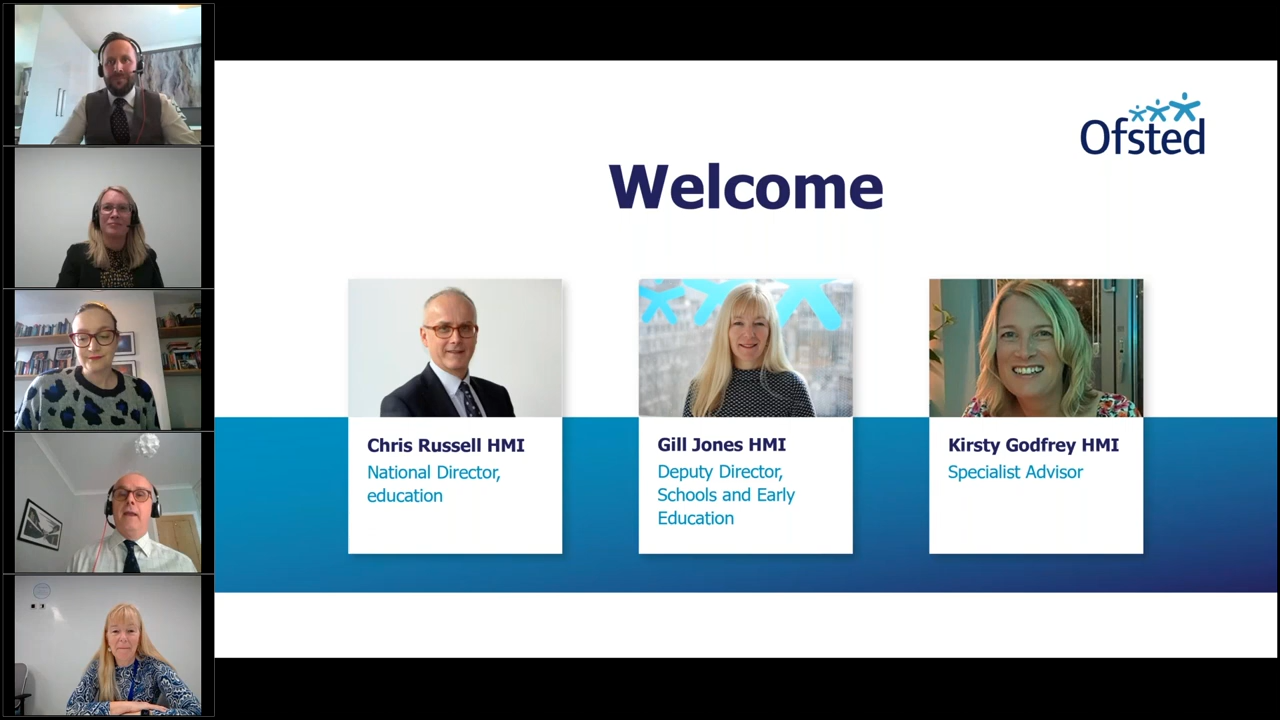 Ofsted
Welcome
Chris Russell HMI
National Director,
education
Gill Jones HMI
Deputy Director,
Schools and Early
Education
Kirsty Godfrey HMI
Specialist Advisor